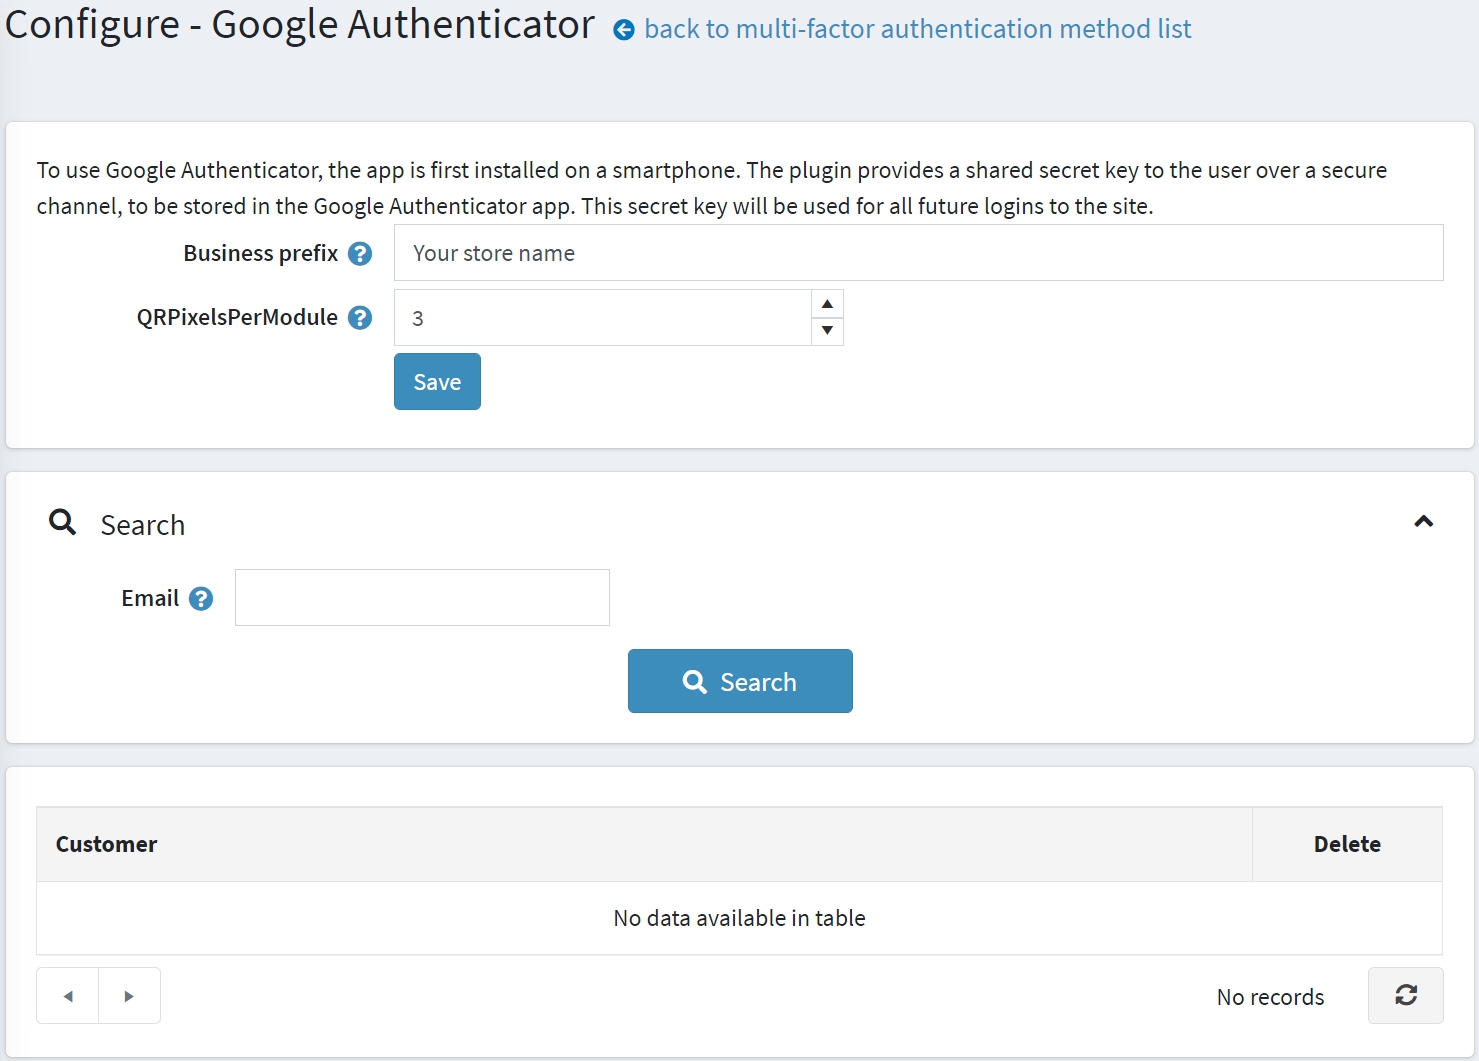 Configure - Google Authenticator back to multi-factor authentication method list
To use Google Authenticator, the app is first installed on a smartphone. The plugin provides a shared secret key to the user over a secure
channel, to be stored in the Google Authenticator app. This secret key will be used for all future logins to the site.
Business prefix ? Your store name
QRPixelsPerModule ? 3
Save
Search
Email ?
Search
Customer Delete
No data available in table
No records